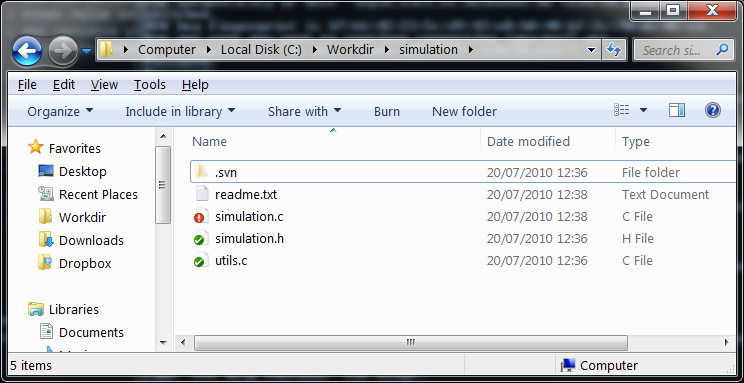 Computer Local Disk (C:) Workdir simulation Search si...
File Edit View Tools Help
Organize Include in library Share with Burn New folder
Name Date modified Type
Favorites
Desktop
Recent Places
Workdir
Downloads
Dropbox
Libraries
Documents
.svn 20/07/2010 12:36 File folder
readme.txt 20/07/2010 12:38 Text Document
simulation.c 20/07/2010 12:38 C File
simulation.h 20/07/2010 12:36 H File
utils.c 20/07/2010 12:36 C File
5 items Computer